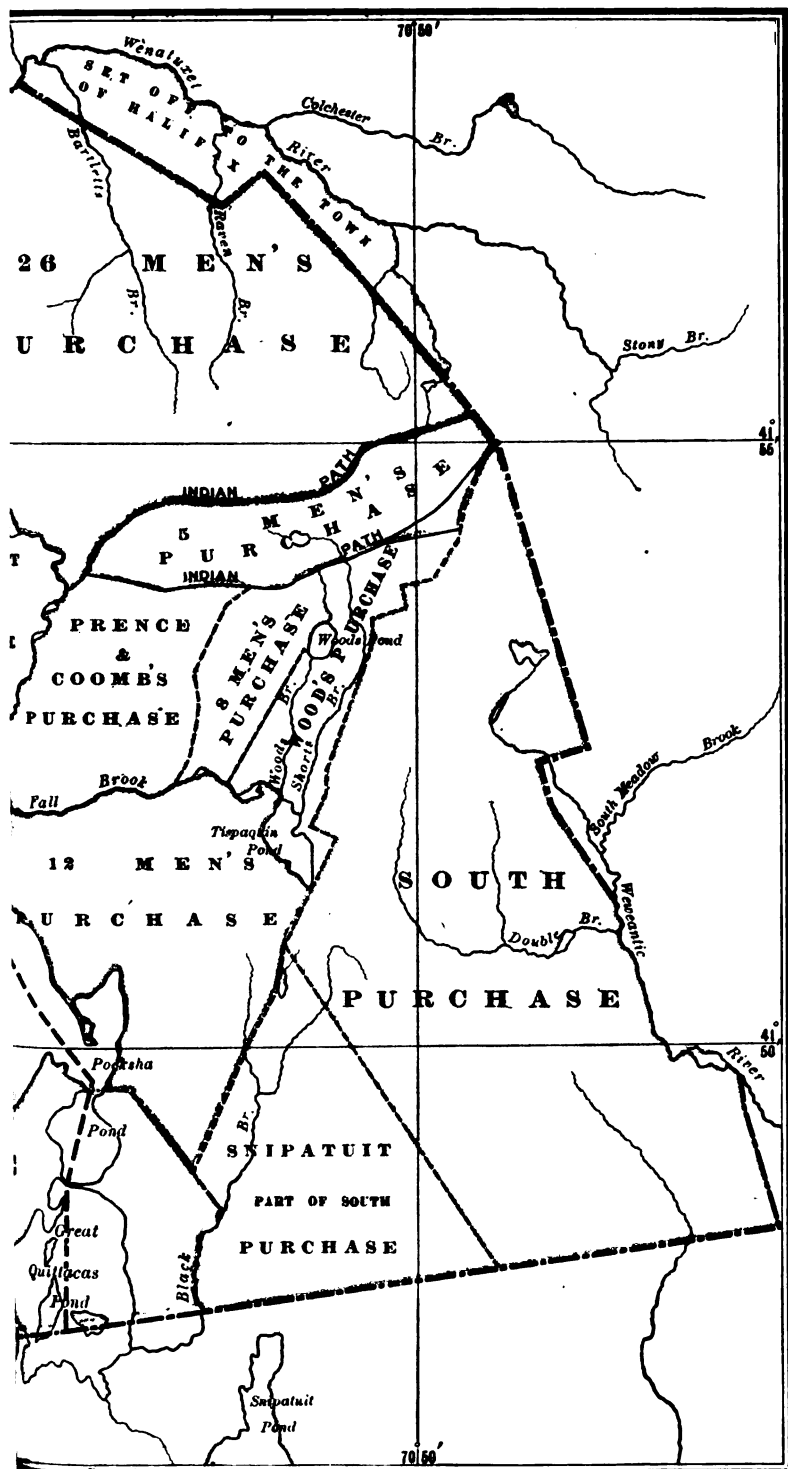 70°50′
Wenatuxet
SET OFF TO THE TOWN
OF HALIFAX
Colchester Br.
River
Bartletts Br.
Raven Br.
26 MEN'S
URCHASE
Stony Br.
41° 55
INDIAN PATH
5 MEN'S
PURCHASE
INDIAN PATH
T
PRENCE
&
COOMB'S
PURCHASE
8 MEN'S
PURCHASE
WOOD'S PURCHASE
Woods Pond
Woods Br.
Shorts Br.
Fall Brook
South Meadow Brook
Tispaquin
Pond
12 MEN'S
PURCHASE
SOUTH
PURCHASE
Double Br.
Weweantic
River
41° 50
Pocksha
Pond
Br.
SNIPATUIT
PART OF SOUTH
PURCHASE
Great
Quittacas
Pond
Black
Snipatuit
Pond
70°50′